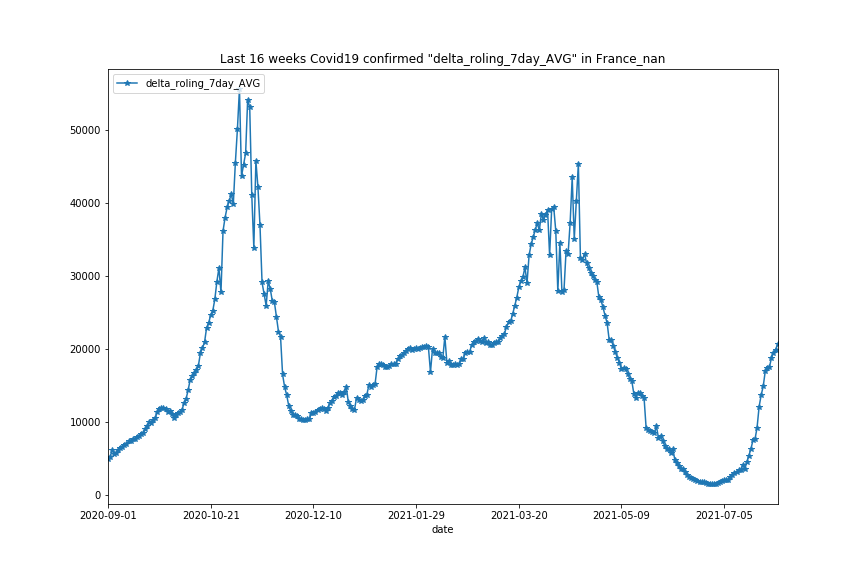 Last 16 weeks Covid19 confirmed "delta_roling_7day_AVG" in France_nan
delta_roling_7day_AVG
50000
40000
30000
20000
10000
0
2020-09-01 2020-10-21 2020-12-10 2021-01-29 2021-03-20 2021-05-09 2021-07-05
date